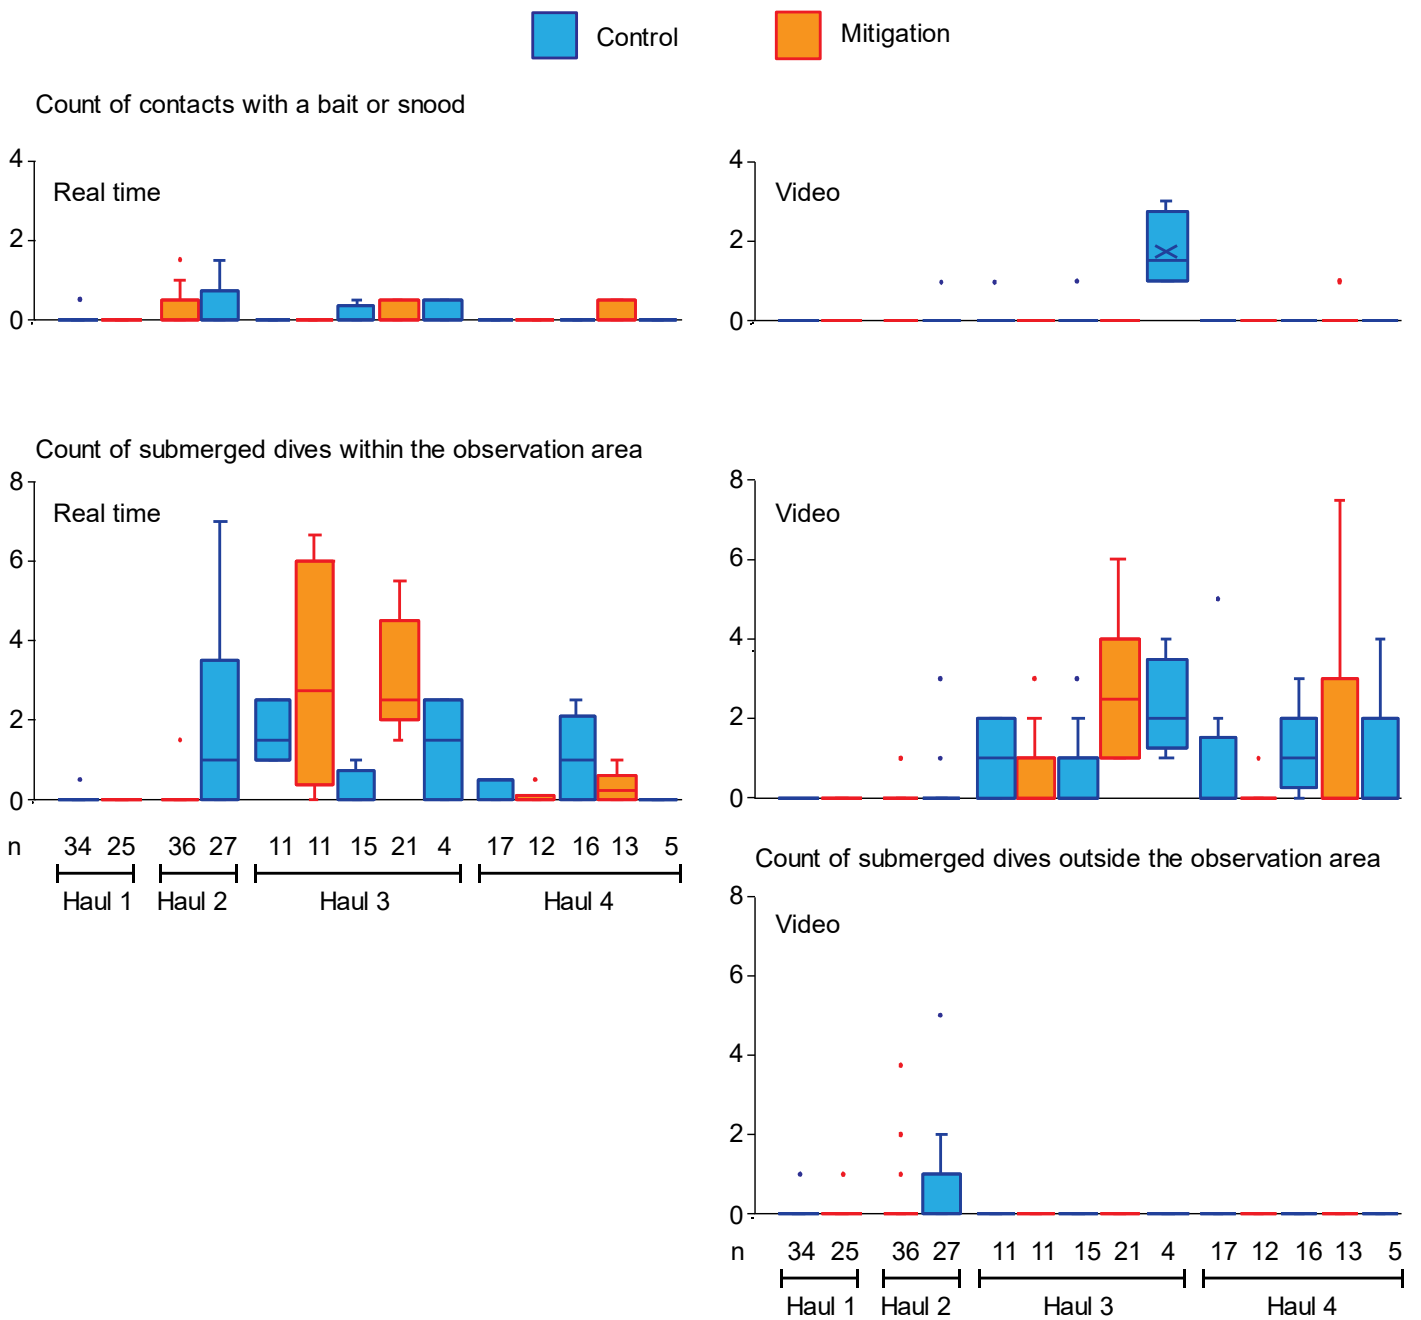 Control Mitigation
Count of contacts with a bait or snood
4
Real time
2
0
4
Video
2
0
Count of submerged dives within the observation area
8
Real time
6
4
2
0
n 34 25 36 27 11 11 15 21 4 17 12 16 13 5
Haul 1 Haul 2 Haul 3 Haul 4
8
Video
6
4
2
0
Count of submerged dives outside the observation area
8
Video
6
4
2
0
n 34 25 36 27 11 11 15 21 4 17 12 16 13 5
Haul 1 Haul 2 Haul 3 Haul 4